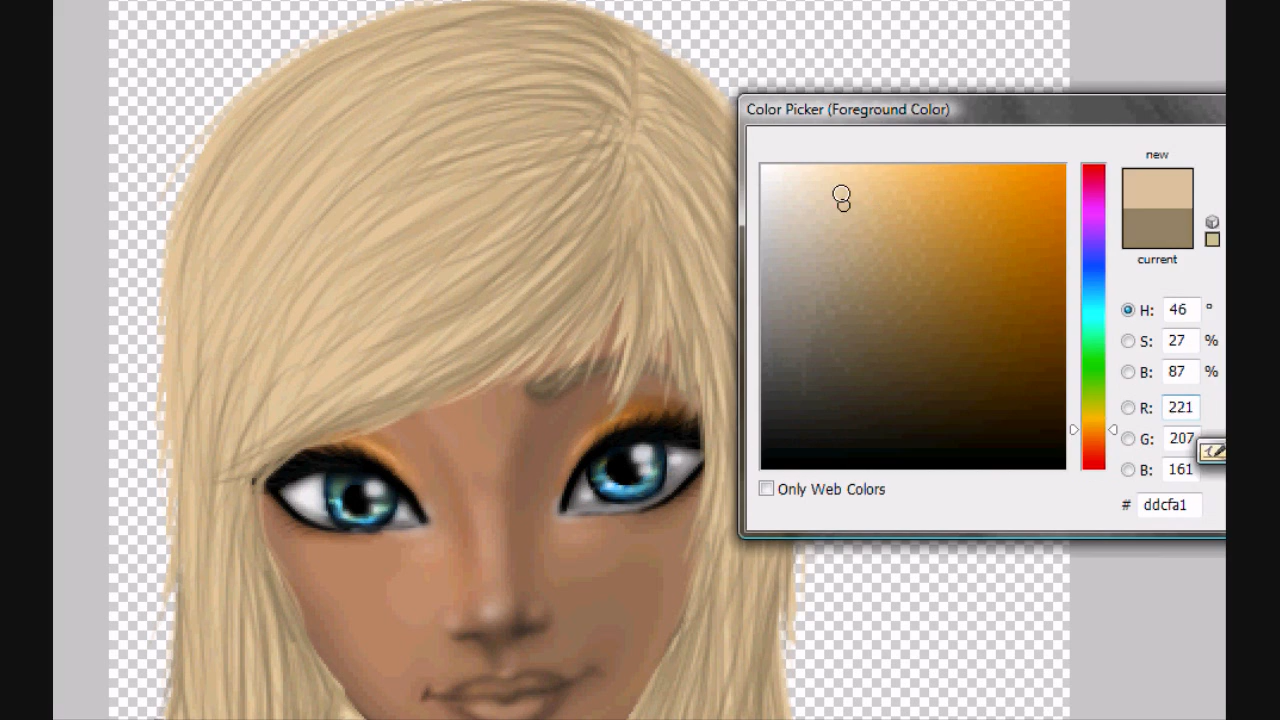 Color Picker (Foreground Color)
new
current
H: 46 °
S: 27 %
B: 87 %
R: 221
G: 207
B: 161
Only Web Colors
# ddcfa1